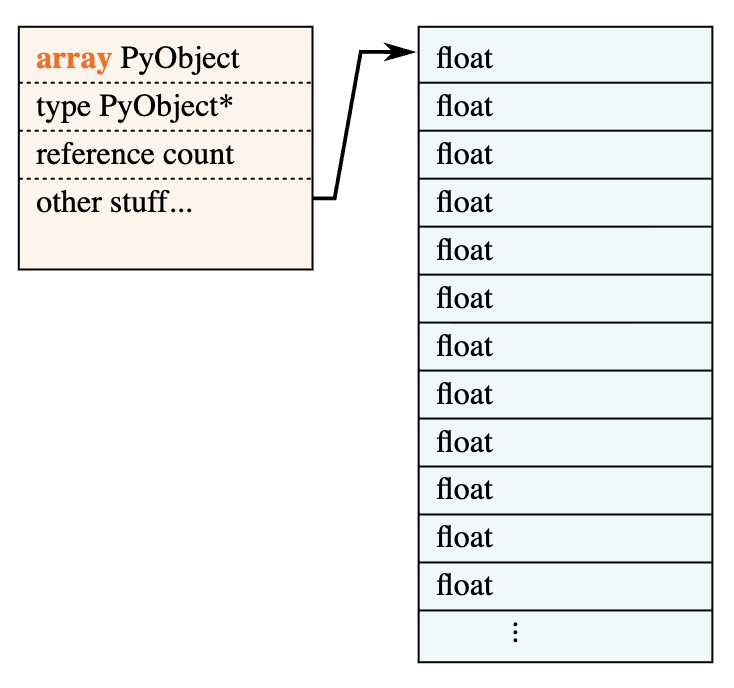 array PyObject
type PyObject*
reference count
other stuff...
float
float
float
float
float
float
float
float
float
float
float
float
⋮